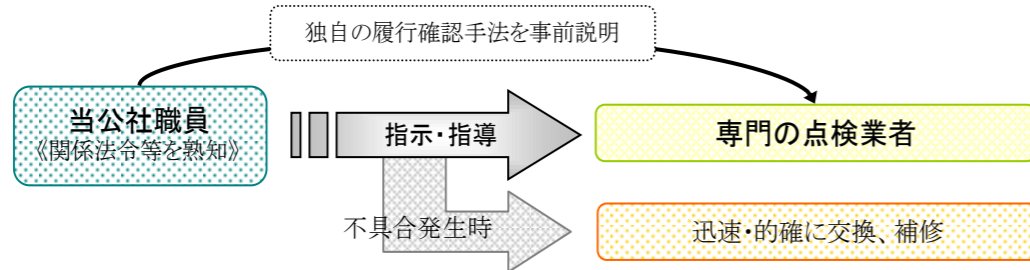 独自の履行確認手法を事前説明
当公社職員
《関係法令等を熟知》
指示・指導
専門の点検業者
不具合発生時
迅速・的確に交換、補修